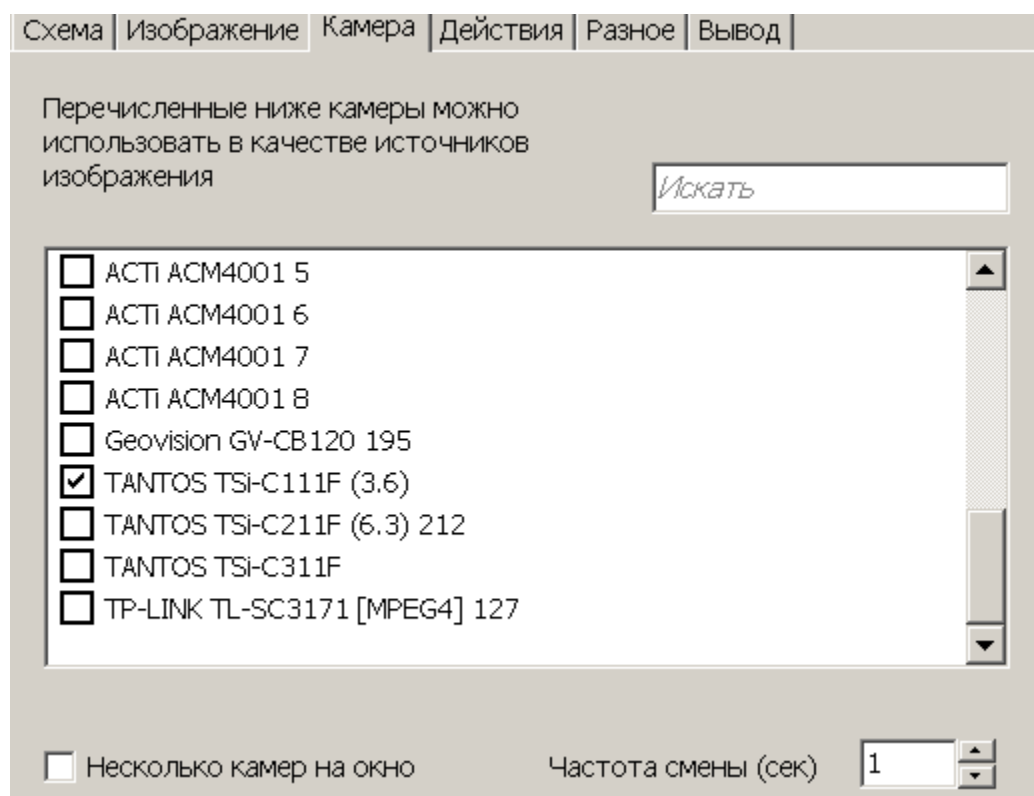 Схема Изображение Камера Действия Разное Вывод
Перечисленные ниже камеры можно
использовать в качестве источников
изображения
Искать
ACTi ACM4001 5
ACTi ACM4001 6
ACTi ACM4001 7
ACTi ACM4001 8
Geovision GV-CB120 195
TANTOS TSi-C111F (3.6)
TANTOS TSi-C211F (6.3) 212
TANTOS TSi-C311F
TP-LINK TL-SC3171 [MPEG4] 127
Несколько камер на окно Частота смены (сек) 1